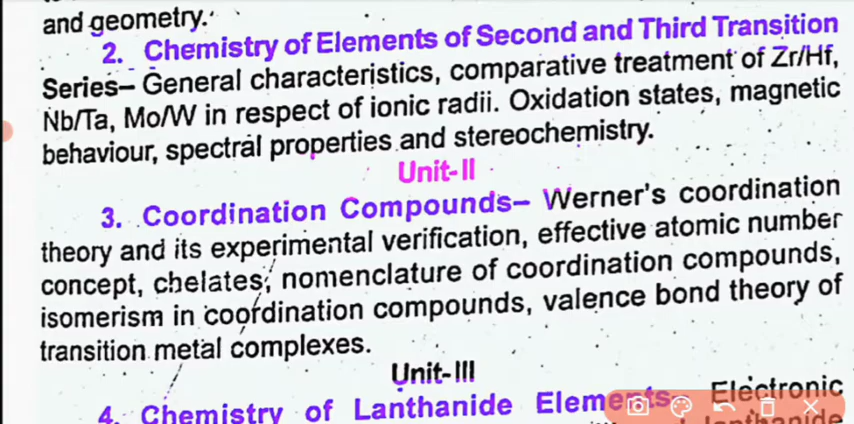 and geometry.
2. Chemistry of Elements of Second and Third Transition
Series– General characteristics, comparative treatment of Zr/Hf,
Nb/Ta, Mo/W in respect of ionic radii. Oxidation states, magnetic
behaviour, spectral properties and stereochemistry.
Unit-II
3. Coordination Compounds– Werner's coordination
theory and its experimental verification, effective atomic number
concept, chelates, nomenclature of coordination compounds,
isomerism in coordination compounds, valence bond theory of
transition metal complexes.
Unit-III
4. Chemistry of Lanthanide Elements– Electronic
lanthanide